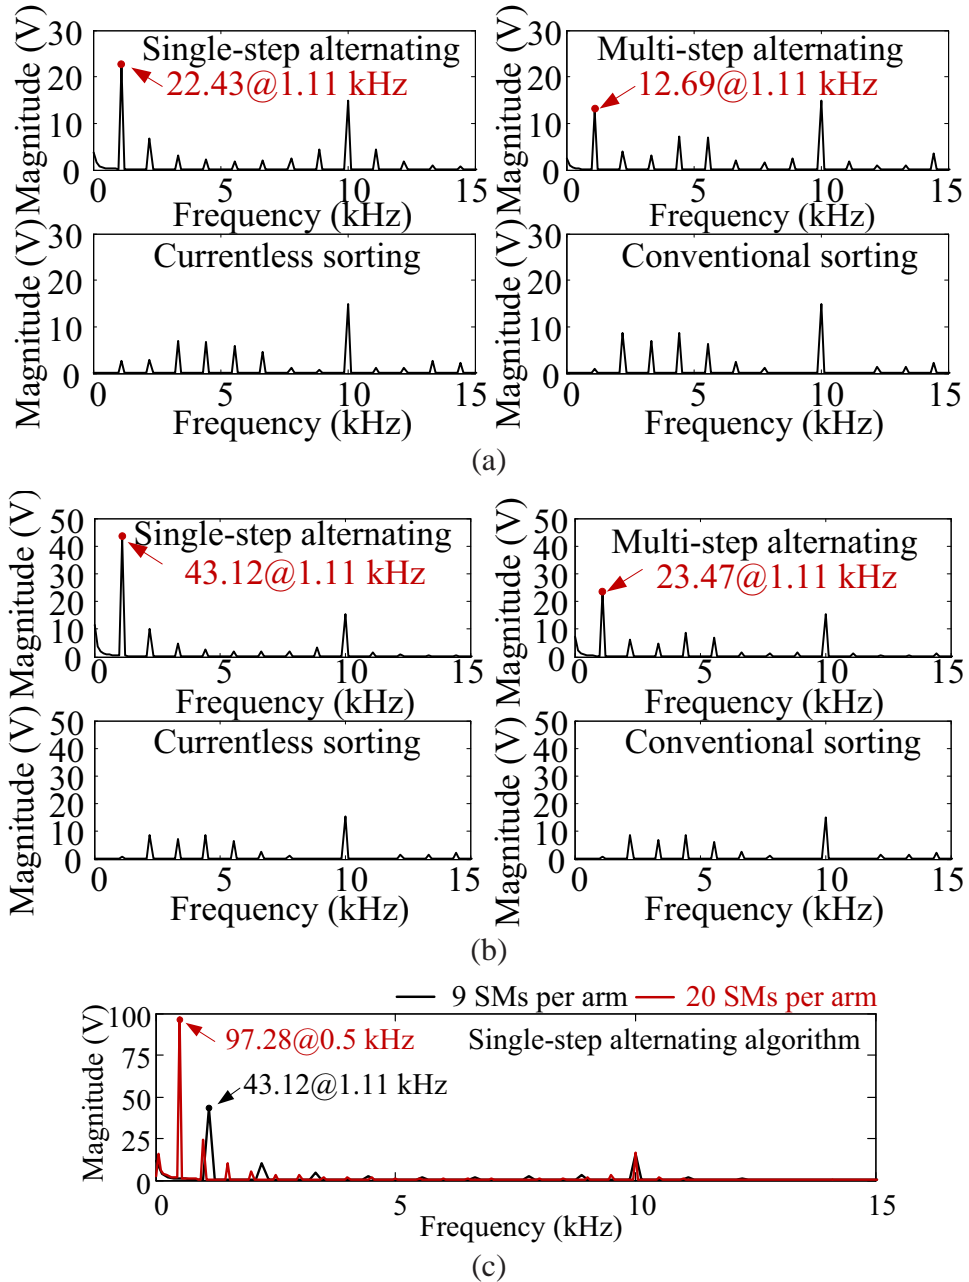 Magnitude (V)
30
20
10
0
Single-step alternating
22.43@1.11 kHz
0
5
10
15
Frequency (kHz)
Magnitude (V)
30
20
10
0
Multi-step alternating
12.69@1.11 kHz
0
5
10
15
Frequency (kHz)
Magnitude (V)
30
20
10
0
Currentless sorting
0
5
10
15
Frequency (kHz)
Magnitude (V)
30
20
10
0
Conventional sorting
0
5
10
15
Frequency (kHz)
(a)
Magnitude (V)
50
40
30
20
10
0
Single-step alternating
43.12@1.11 kHz
0
5
10
15
Frequency (kHz)
Magnitude (V)
50
40
30
20
10
0
Multi-step alternating
23.47@1.11 kHz
0
5
10
15
Frequency (kHz)
Magnitude (V)
50
40
30
20
10
0
Currentless sorting
0
5
10
15
Frequency (kHz)
Magnitude (V)
50
40
30
20
10
0
Conventional sorting
0
5
10
15
Frequency (kHz)
(b)
9 SMs per arm
20 SMs per arm
Magnitude (V)
100
75
50
25
0
97.28@0.5 kHz
Single-step alternating algorithm
43.12@1.11 kHz
0
5
10
15
Frequency (kHz)
(c)